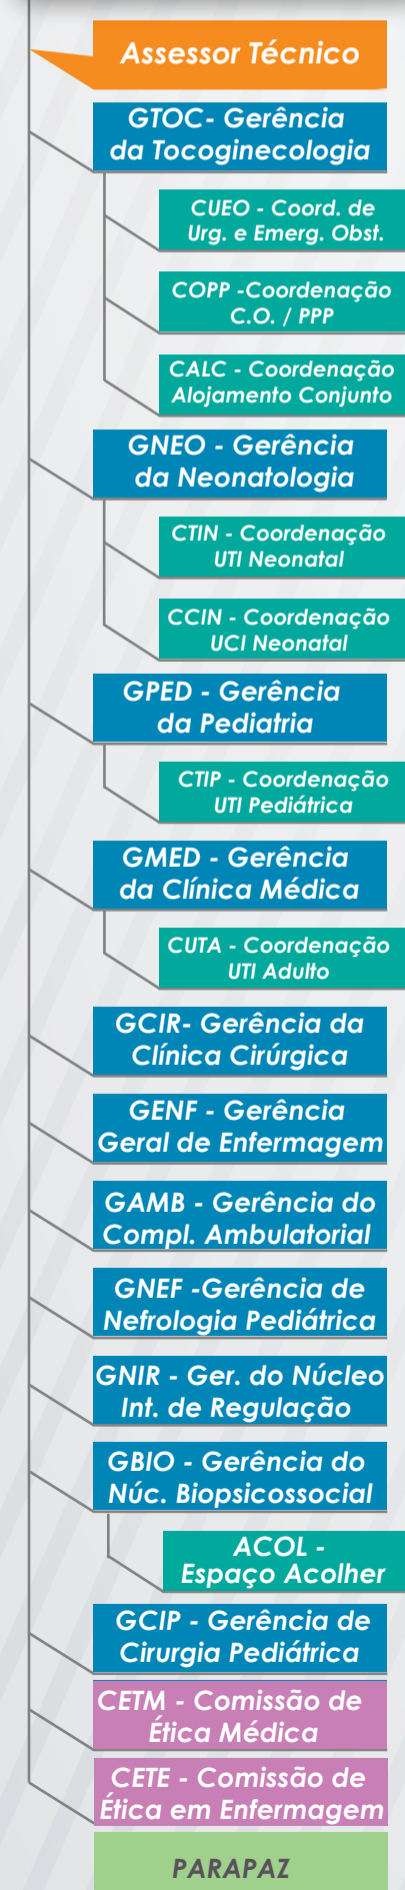 Assessor Técnico
GTOC- Gerência
da Tocoginecologia
CUEO - Coord. de
Urg. e Emerg. Obst.
COPP -Coordenação
C.O. / PPP
CALC - Coordenação
Alojamento Conjunto
GNEO - Gerência
da Neonatologia
CTIN - Coordenação
UTI Neonatal
CCIN - Coordenação
UCI Neonatal
GPED - Gerência
da Pediatria
CTIP - Coordenação
UTI Pediátrica
GMED - Gerência
da Clínica Médica
CUTA - Coordenação
UTI Adulto
GCIR- Gerência da
Clínica Cirúrgica
GENF - Gerência
Geral de Enfermagem
GAMB - Gerência do
Compl. Ambulatorial
GNEF -Gerência de
Nefrologia Pediátrica
GNIR - Ger. do Núcleo
Int. de Regulação
GBIO - Gerência do
Núc. Biopsicossocial
ACOL -
Espaço Acolher
GCIP - Gerência de
Cirurgia Pediátrica
CETM - Comissão de
Ética Médica
CETE - Comissão de
Ética em Enfermagem
PARAPAZ